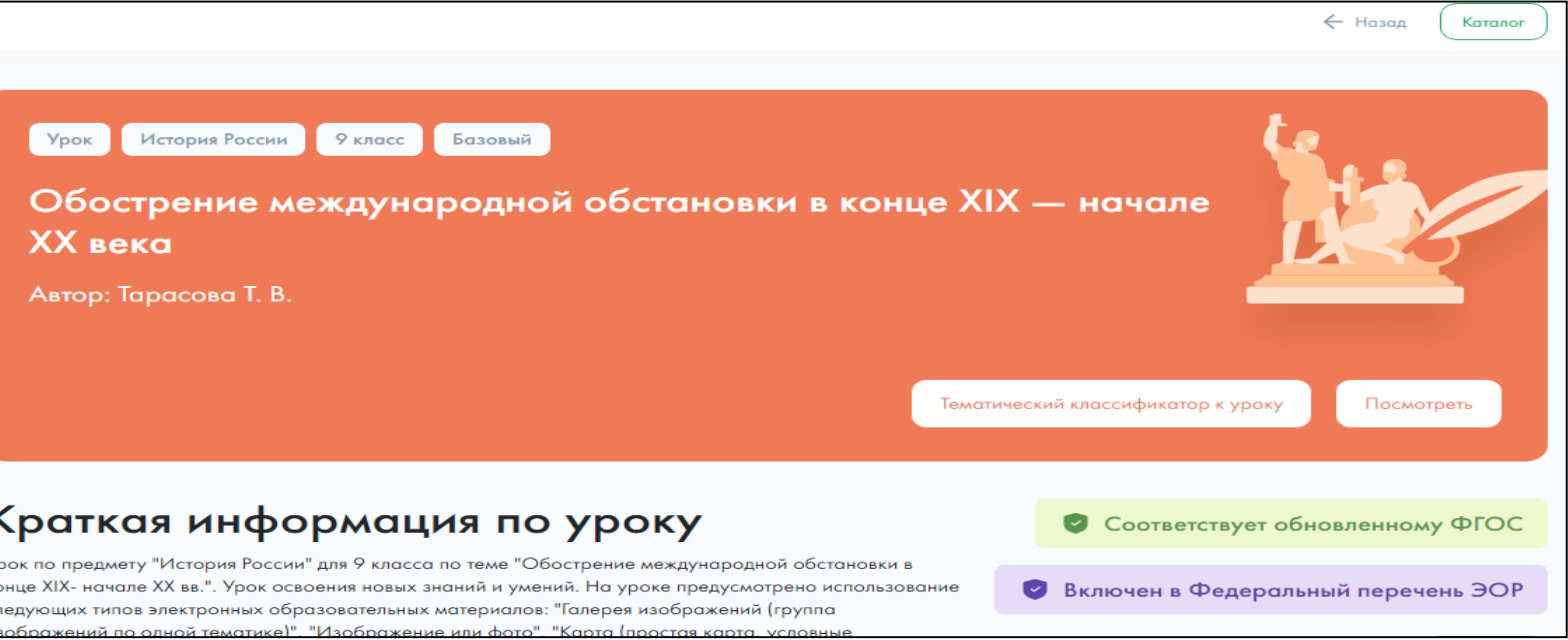 ← Назад Каталог
Урок История России 9 класс Базовый
Обострение международной обстановки в конце XIX — начале
XX века
Автор: Тарасова Т. В.
Тематический классификатор к уроку Посмотреть
Краткая информация по уроку
Соответствует обновленному ФГОС
Включен в Федеральный перечень ЭОР
рок по предмету "История России" для 9 класса по теме "Обострение международной обстановки в
онце XIX- начале XX вв.". Урок освоения новых знаний и умений. На уроке предусмотрено использование
ледующих типов электронных образовательных материалов: "Галерея изображений (группа
зображений по одной тематике)", "Изображение или фото", "Карта (простая карта, условные